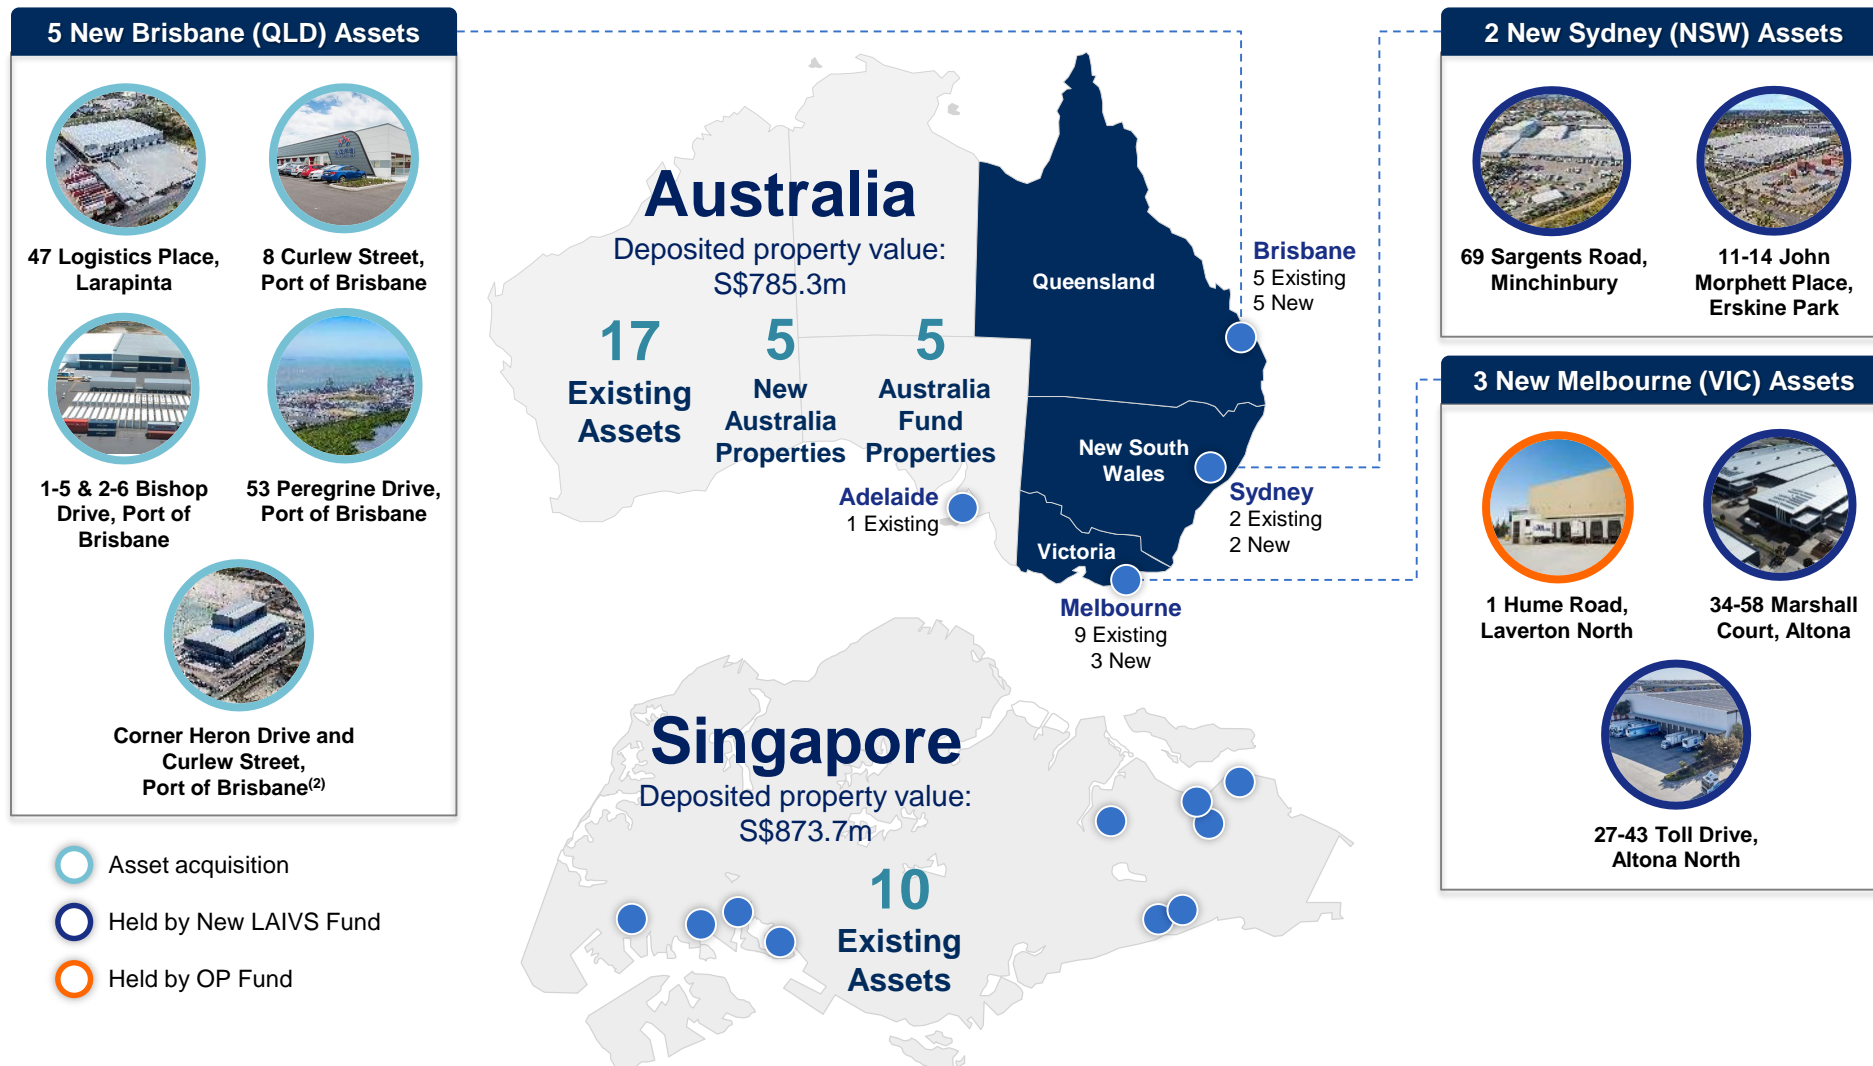 5 New Brisbane (QLD) Assets
47 Logistics Place,
Larapinta
8 Curlew Street,
Port of Brisbane
1-5 & 2-6 Bishop
Drive, Port of
Brisbane
53 Peregrine Drive,
Port of Brisbane
Corner Heron Drive and
Curlew Street,
Port of Brisbane(2)
Asset acquisition
Held by New LAIVS Fund
Held by OP Fund
Australia
Deposited property value:
S$785.3m
17
Existing
Assets
5
New
Australia
Properties
5
Australia
Fund
Properties
Queensland
New South
Wales
Victoria
Brisbane
5 Existing
5 New
Sydney
2 Existing
2 New
Adelaide
1 Existing
Melbourne
9 Existing
3 New
Singapore
Deposited property value:
S$873.7m
10
Existing
Assets
2 New Sydney (NSW) Assets
69 Sargents Road,
Minchinbury
11-14 John
Morphett Place,
Erskine Park
3 New Melbourne (VIC) Assets
1 Hume Road,
Laverton North
34-58 Marshall
Court, Altona
27-43 Toll Drive,
Altona North